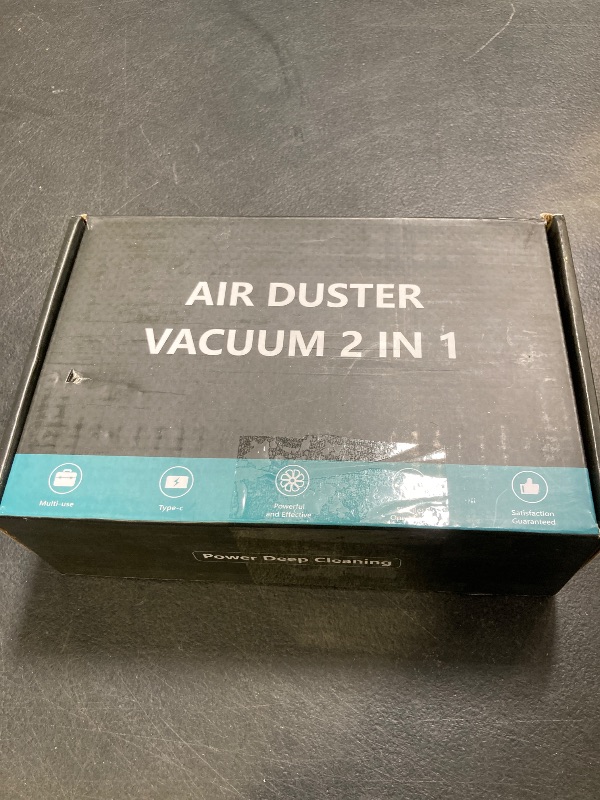 AIR DUSTER
VACUUM 2 IN 1
Multi-use
Type-c
Powerful
and Effective
Satisfaction
Guaranteed
Power Deep Cleaning